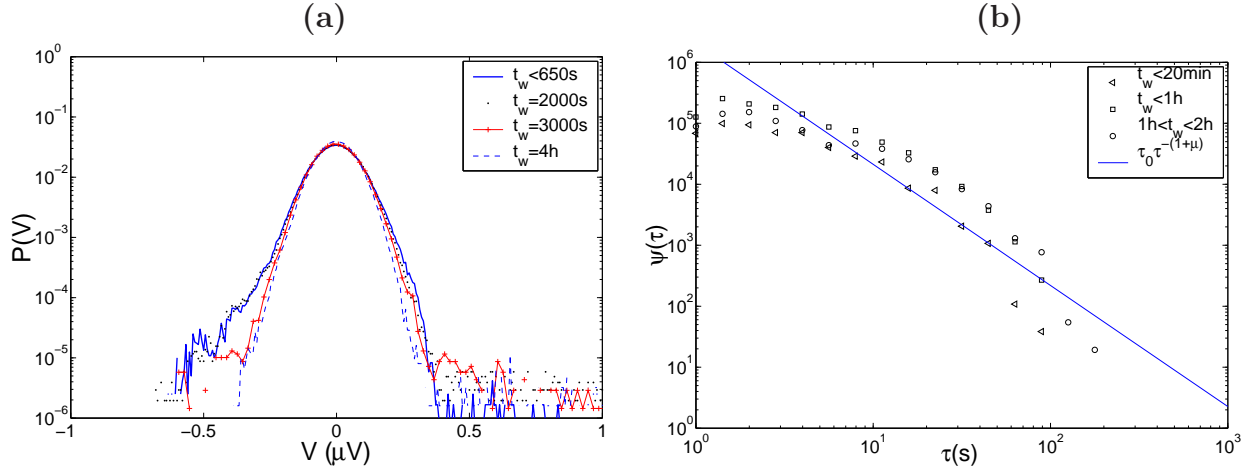 (a)
10^0
10^-1
10^-2
10^-3
10^-4
10^-5
10^-6
P(V)
-1
-0.5
0
0.5
1
V (μV)
t_w<650s
t_w=2000s
t_w=3000s
t_w=4h
(b)
10^6
10^5
10^4
10^3
10^2
10^1
10^0
ψ(τ)
10^0
10^1
10^2
10^3
τ(s)
t_w<20min
t_w<1h
1h<t_w<2h
τ_0τ^-(1+μ)